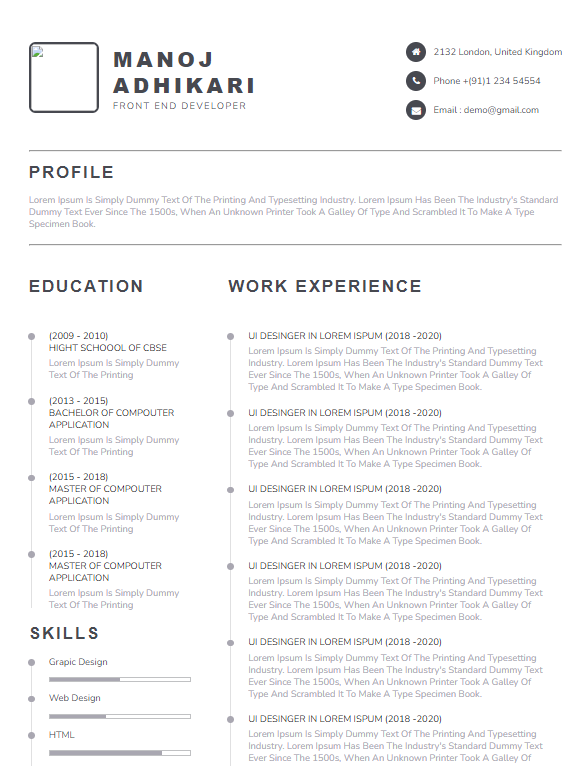 MANOJ
ADHIKARI
FRONT END DEVELOPER
2132 London, United Kingdom
Phone +(91)1 234 54554
Email : demo@gmail.com
PROFILE
Lorem Ipsum Is Simply Dummy Text Of The Printing And Typesetting Industry. Lorem Ipsum Has Been The Industry's Standard
Dummy Text Ever Since The 1500s, When An Unknown Printer Took A Galley Of Type And Scrambled It To Make A Type
Specimen Book.
EDUCATION
(2009 - 2010)
HIGHT SCHOOOL OF CBSE
Lorem Ipsum Is Simply Dummy
Text Of The Printing
(2013 - 2015)
BACHELOR OF COMPOUTER
APPLICATION
Lorem Ipsum Is Simply Dummy
Text Of The Printing
(2015 - 2018)
MASTER OF COMPOUTER
APPLICATION
Lorem Ipsum Is Simply Dummy
Text Of The Printing
(2015 - 2018)
MASTER OF COMPOUTER
APPLICATION
Lorem Ipsum Is Simply Dummy
Text Of The Printing
SKILLS
Grapic Design
Web Design
HTML
WORK EXPERIENCE
UI DESINGER IN LOREM ISPUM (2018 -2020)
Lorem Ipsum Is Simply Dummy Text Of The Printing And Typesetting
Industry. Lorem Ipsum Has Been The Industry's Standard Dummy Text
Ever Since The 1500s, When An Unknown Printer Took A Galley Of
Type And Scrambled It To Make A Type Specimen Book.
UI DESINGER IN LOREM ISPUM (2018 -2020)
Lorem Ipsum Is Simply Dummy Text Of The Printing And Typesetting
Industry. Lorem Ipsum Has Been The Industry's Standard Dummy Text
Ever Since The 1500s, When An Unknown Printer Took A Galley Of
Type And Scrambled It To Make A Type Specimen Book.
UI DESINGER IN LOREM ISPUM (2018 -2020)
Lorem Ipsum Is Simply Dummy Text Of The Printing And Typesetting
Industry. Lorem Ipsum Has Been The Industry's Standard Dummy Text
Ever Since The 1500s, When An Unknown Printer Took A Galley Of
Type And Scrambled It To Make A Type Specimen Book.
UI DESINGER IN LOREM ISPUM (2018 -2020)
Lorem Ipsum Is Simply Dummy Text Of The Printing And Typesetting
Industry. Lorem Ipsum Has Been The Industry's Standard Dummy Text
Ever Since The 1500s, When An Unknown Printer Took A Galley Of
Type And Scrambled It To Make A Type Specimen Book.
UI DESINGER IN LOREM ISPUM (2018 -2020)
Lorem Ipsum Is Simply Dummy Text Of The Printing And Typesetting
Industry. Lorem Ipsum Has Been The Industry's Standard Dummy Text
Ever Since The 1500s, When An Unknown Printer Took A Galley Of
Type And Scrambled It To Make A Type Specimen Book.
UI DESINGER IN LOREM ISPUM (2018 -2020)
Lorem Ipsum Is Simply Dummy Text Of The Printing And Typesetting
Industry. Lorem Ipsum Has Been The Industry's Standard Dummy Text
Ever Since The 1500s, When An Unknown Printer Took A Galley Of